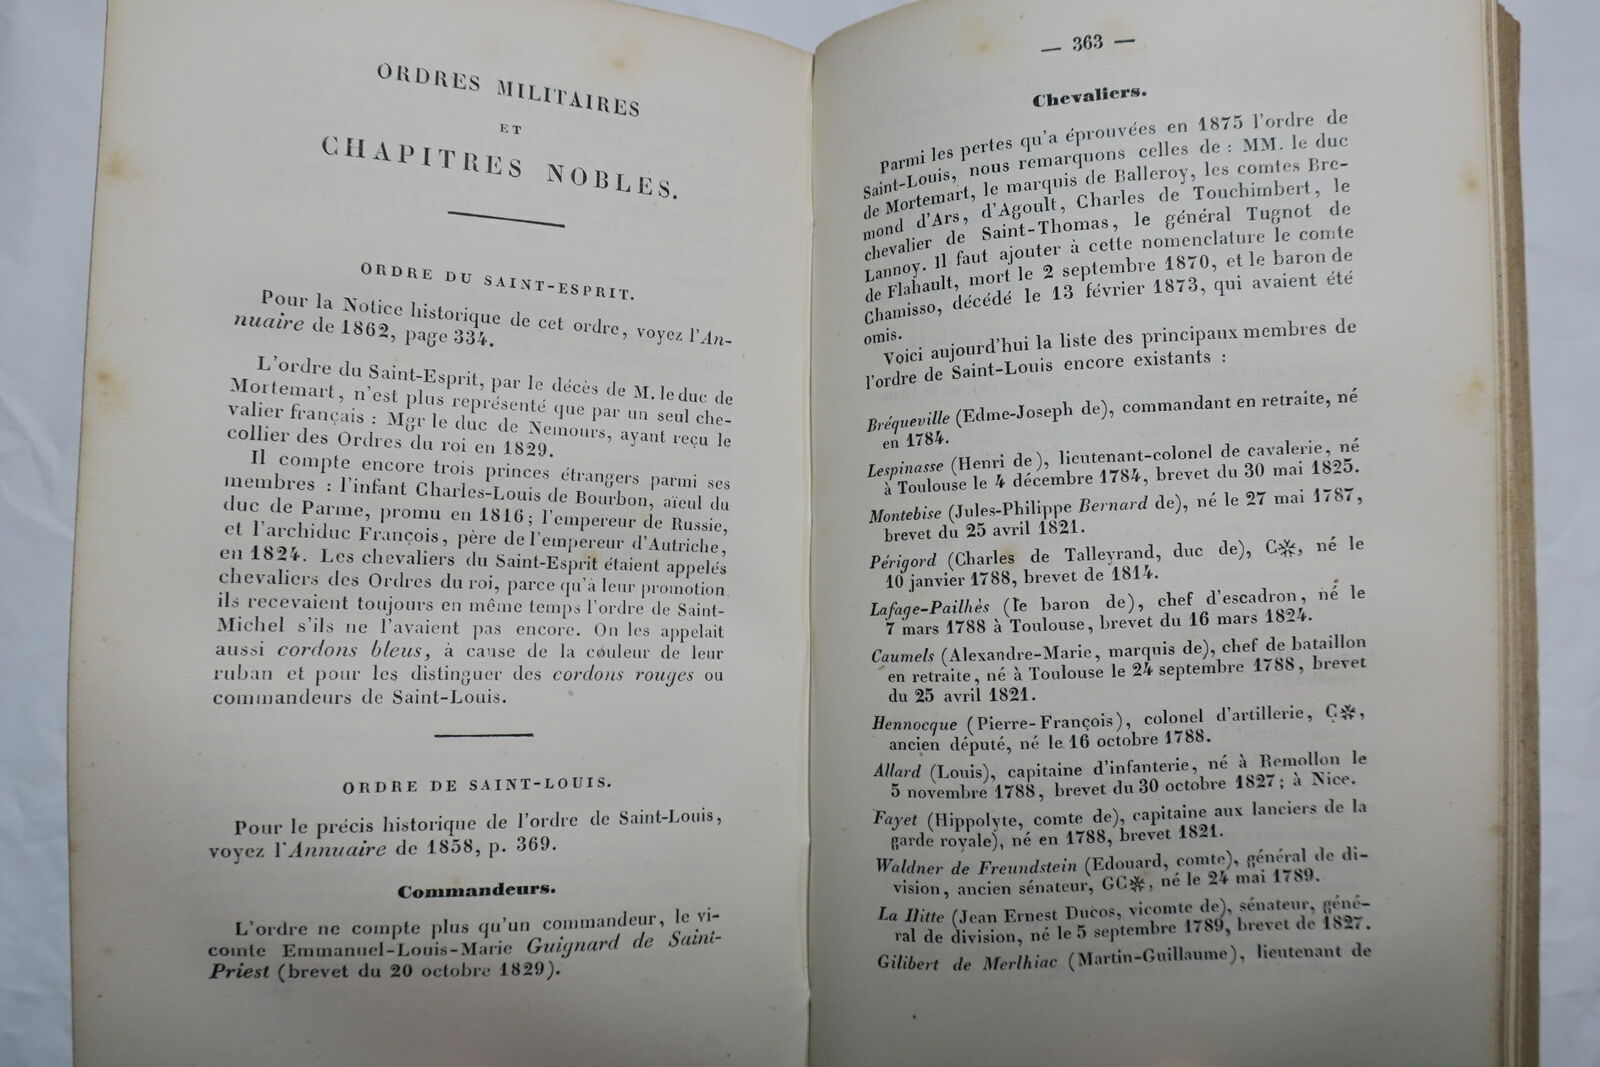 ORDRES MILITAIRES
ET
CHAPITRES NOBLES.
ORDRE DU SAINT-ESPRIT.
Pour la Notice historique de cet ordre, voyez l'An-
nuaire de 1862, page 334.
L'ordre du Saint-Esprit, par le décès de M. le duc de
Mortemart, n'est plus représenté que par un seul che-
valier français : Mgr le duc de Nemours, ayant reçu le
collier des Ordres du roi en 1829.
Il compte encore trois princes étrangers parmi ses
membres : l'infant Charles-Louis de Bourbon, aïeul du
duc de Parme, promu en 1816; l'empereur de Russie,
et l'archiduc François, père de l'empereur d'Autriche,
en 1824. Les chevaliers du Saint-Esprit étaient appelés
chevaliers des Ordres du roi, parce qu'à leur promotion
ils recevaient toujours en même temps l'ordre de Saint-
Michel s'ils ne l'avaient pas encore. On les appelait
aussi cordons bleus, à cause de la couleur de leur
ruban et pour les distinguer des cordons rouges ou
commandeurs de Saint-Louis.
ORDRE DE SAINT-LOUIS.
Pour le précis historique de l'ordre de Saint-Louis,
voyez l'Annuaire de 1858, p. 369.
Commandeurs.
L'ordre ne compte plus qu'un commandeur, le vi-
comte Emmanuel-Louis-Marie Guignard de Saint-
Priest (brevet du 20 octobre 1829).
— 363 —
Chevaliers.
Parmi les pertes qu'a éprouvées en 1875 l'ordre de
Saint-Louis, nous remarquons celles de : MM. le duc
de Mortemart, le marquis de Balleroy, les comtes Bre-
mond d'Ars, d'Agoult, Charles de Touchimbert, le
chevalier de Saint-Thomas, le général Tugnot de
Lannoy. Il faut ajouter à cette nomenclature le comte
de Flahault, mort le 2 septembre 1870, et le baron de
Chamisso, décédé le 13 février 1873, qui avaient été
omis.
Voici aujourd'hui la liste des principaux membres de
l'ordre de Saint-Louis encore existants :
Bréqueville (Edme-Joseph de), commandant en retraite, né
en 1784.
Lespinasse (Henri de), lieutenant-colonel de cavalerie, né
à Toulouse le 4 décembre 1784, brevet du 30 mai 1825.
Montebise (Jules-Philippe Bernard de), né le 27 mai 1787,
brevet du 25 avril 1821.
Périgord (Charles de Talleyrand, duc de), C✻, né le
10 janvier 1788, brevet de 1814.
Lafage-Pailhès (le baron de), chef d'escadron, né le
7 mars 1788 à Toulouse, brevet du 16 mars 1824.
Caumels (Alexandre-Marie, marquis de), chef de bataillon
en retraite, né à Toulouse le 24 septembre 1788, brevet
du 25 avril 1821.
Hennocque (Pierre-François), colonel d'artillerie, C✻,
ancien député, né le 16 octobre 1788.
Allard (Louis), capitaine d'infanterie, né à Remollon le
5 novembre 1788, brevet du 30 octobre 1827; à Nice.
Fayet (Hippolyte, comte de), capitaine aux lanciers de la
garde royale), né en 1788, brevet 1821.
Waldner de Freundstein (Edouard, comte), général de di-
vision, ancien sénateur, GC✻, né le 24 mai 1789.
La Hitte (Jean Ernest Ducos, vicomte de), sénateur, géné-
ral de division, né le 5 septembre 1789, brevet de 1827.
Gilibert de Merlhiac (Martin-Guillaume), lieutenant de